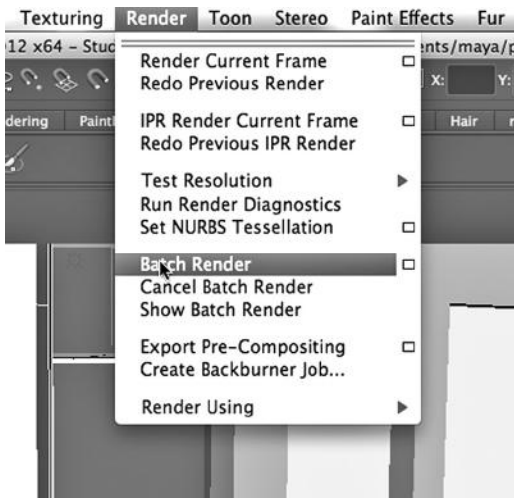 Texturing Render Toon Stereo Paint Effects Fur
12 x64 - Stud
ents/maya/p
X: Y:
dering Paint Hair
Render Current Frame
Redo Previous Render
IPR Render Current Frame
Redo Previous IPR Render
Test Resolution
Run Render Diagnostics
Set NURBS Tessellation
Batch Render
Cancel Batch Render
Show Batch Render
Export Pre-Compositing
Create Backburner Job...
Render Using